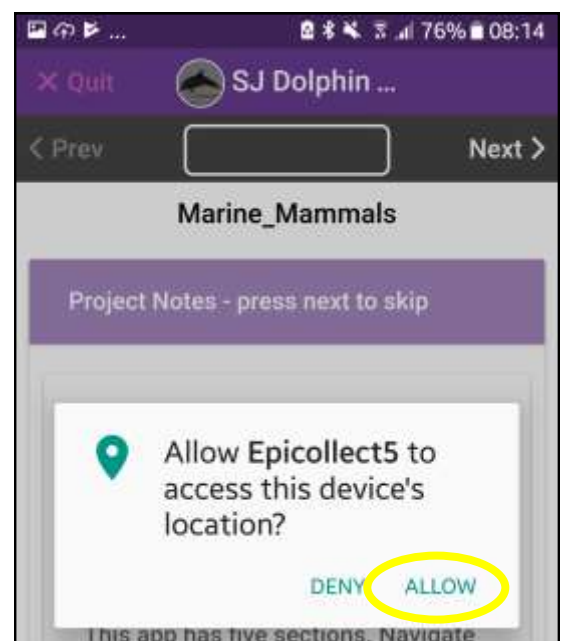 ... 76% 08:14
X Quit SJ Dolphin ...
< Prev Next >
Marine_Mammals
Project Notes - press next to skip
Allow Epicollect5 to
access this device's
location?
DENY ALLOW
This app has five sections. Navigate